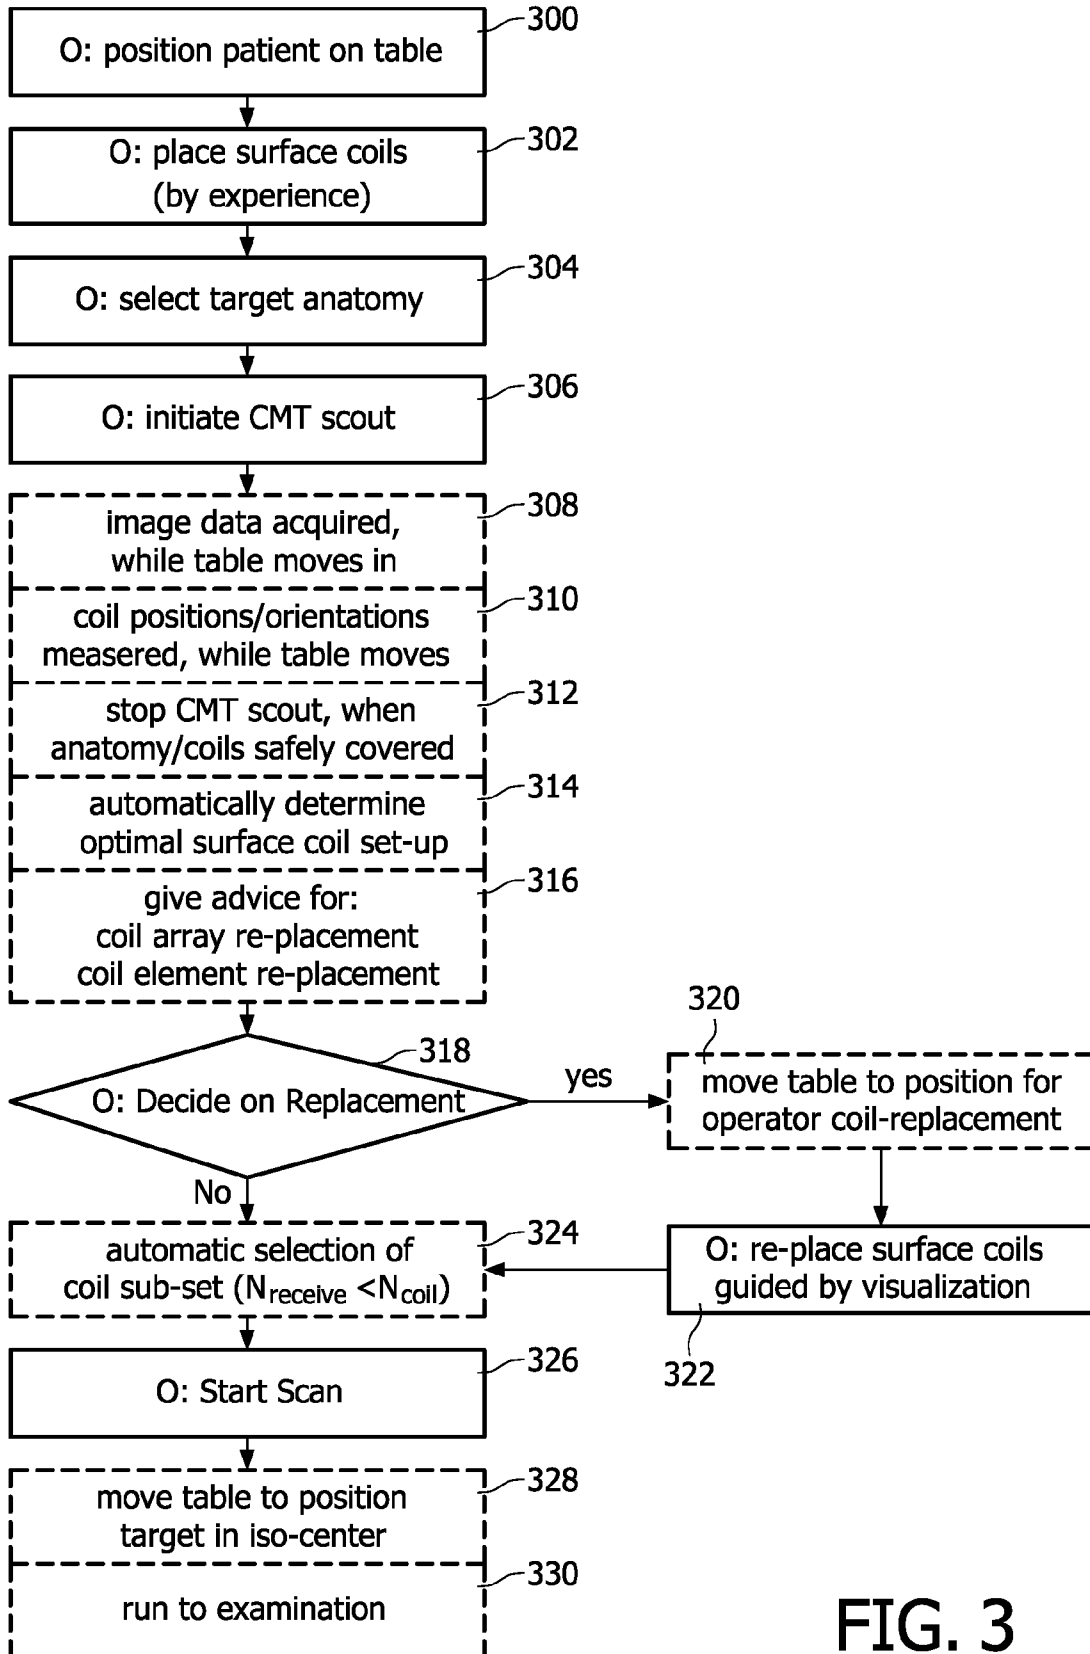 300
O: position patient on table
302
O: place surface coils
(by experience)
304
O: select target anatomy
306
O: initiate CMT scout
308
image data acquired,
while table moves in
310
coil positions/orientations
measered, while table moves
312
stop CMT scout, when
anatomy/coils safely covered
314
automatically determine
optimal surface coil set-up
316
give advice for:
coil array re-placement
coil element re-placement
318
O: Decide on Replacement
yes
320
move table to position for
operator coil-replacement
No
324
automatic selection of
coil sub-set (Nreceive <Ncoil)
O: re-place surface coils
guided by visualization
322
326
O: Start Scan
328
move table to position
target in iso-center
330
run to examination
FIG. 3